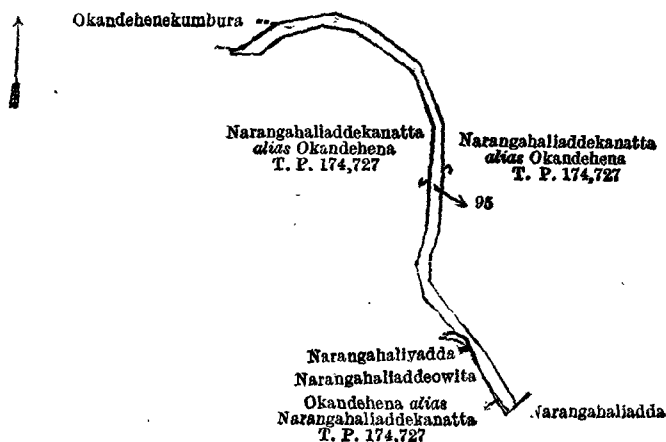 Okandehenekumbura
Narangahaliaddekanatta
alias Okandehena
T. P. 174,727
Narangahaliaddekanatta
alias Okandehena
T. P. 174,727
95
Narangahaliyadda
Narangahaliaddeowita
Okandehena alias
Narangahaliaddekanatta
T. P. 174,727
Narangahaliadda